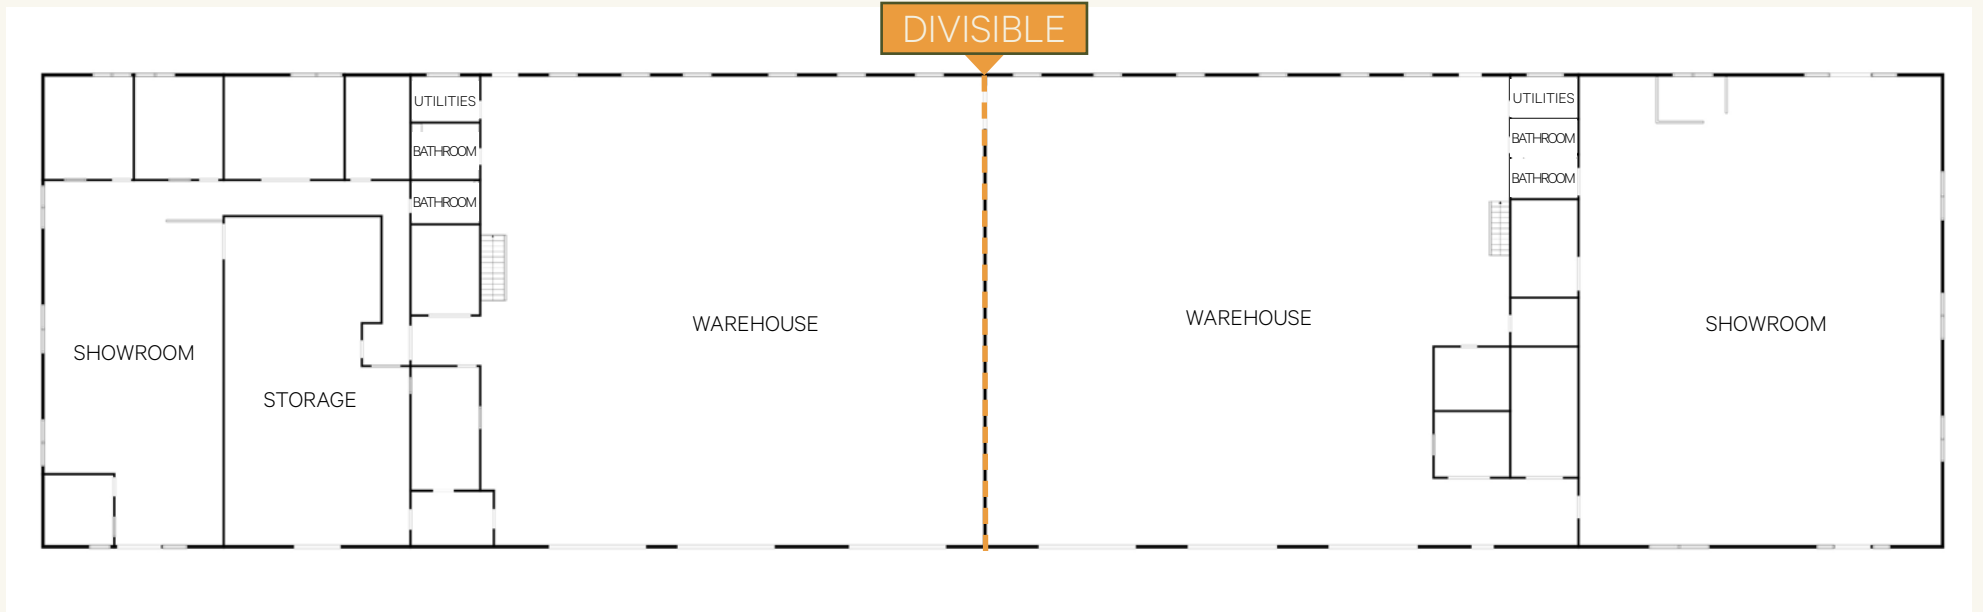 DIVISIBLE
UTILITIES
BATHROOM
BATHROOM
SHOWROOM
STORAGE
WAREHOUSE
WAREHOUSE
UTILITIES
BATHROOM
BATHROOM
SHOWROOM